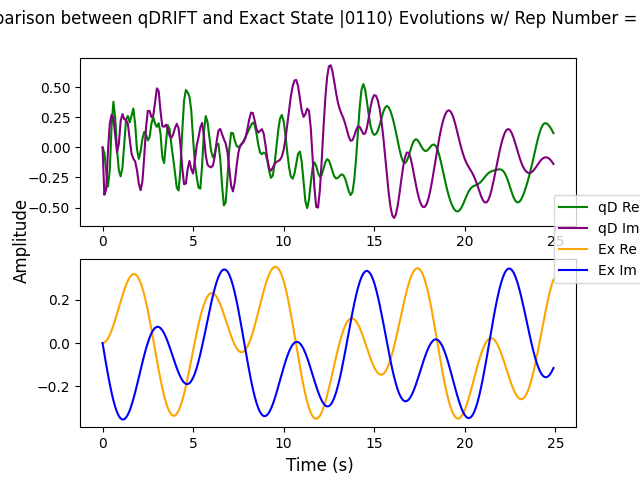 between qDRIFT and Exact State |0110⟩ Evolutions w/ Rep Number =
Amplitude
0.50
0.25
0.00
−0.25
−0.50
0
5
10
15
20
25
qD Re
qD Im
Ex Re
Ex Im
0.2
0.0
−0.2
0
5
10
15
20
25
Time (s)